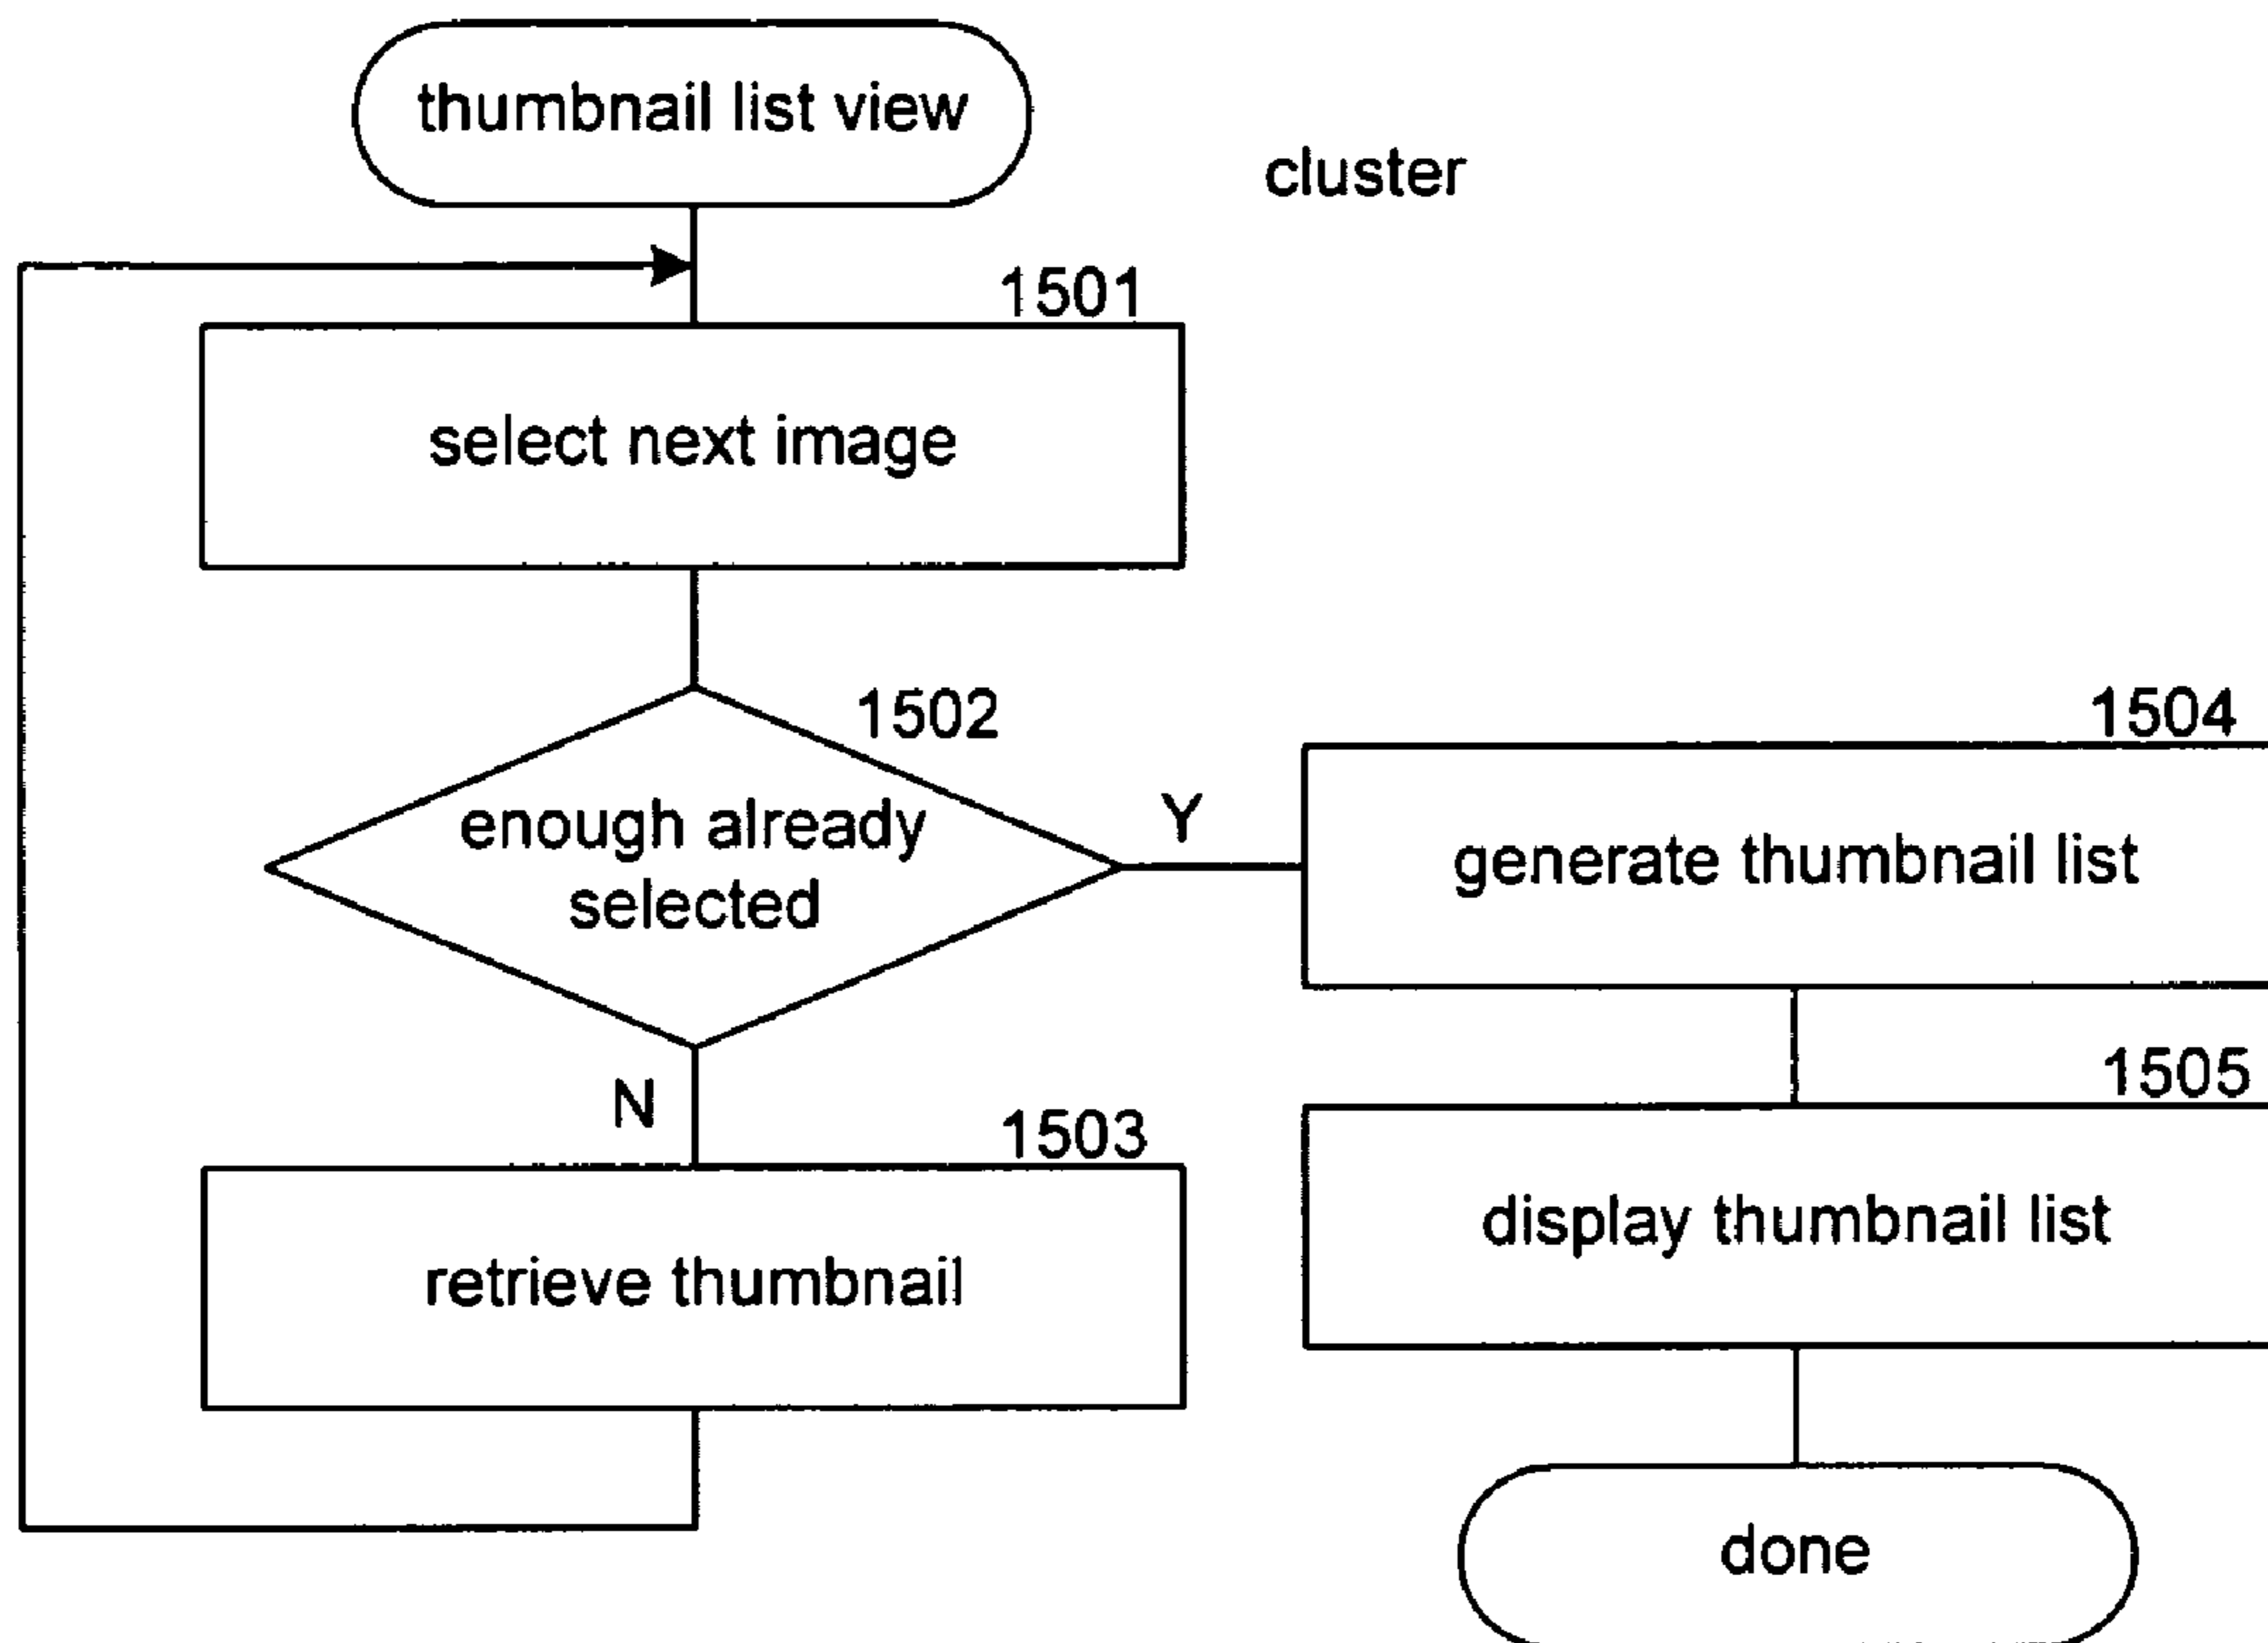 thumbnail list view
cluster
1501
select next image
1502
enough already
selected
Y
N
1503
retrieve thumbnail
1504
generate thumbnail list
1505
display thumbnail list
done